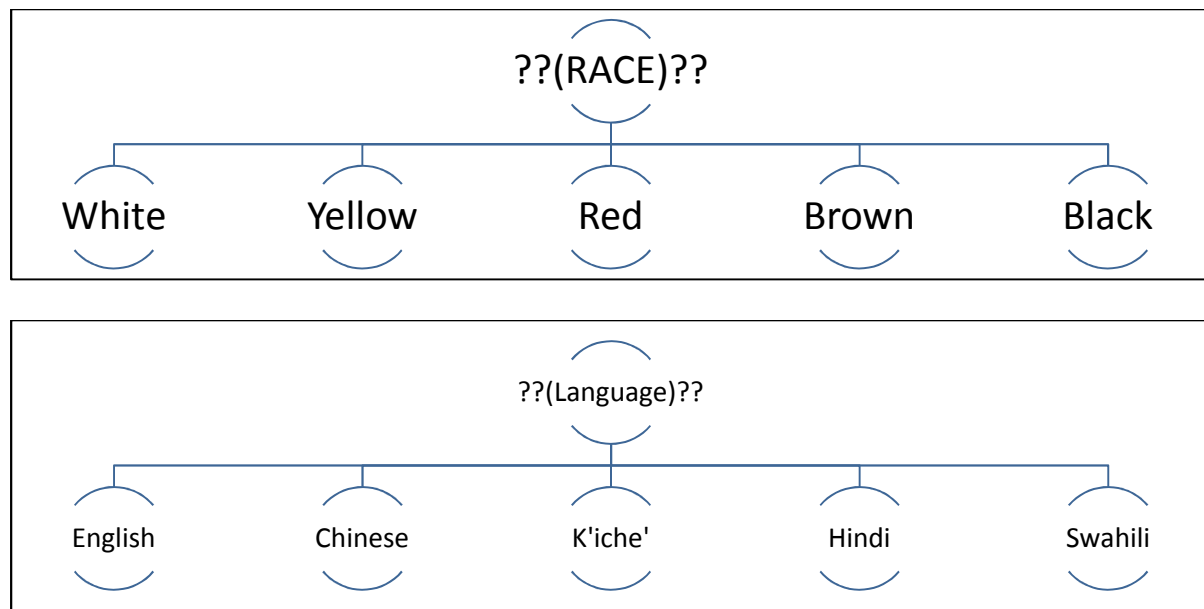 ??(RACE)??
White Yellow Red Brown Black
??(Language)??
English Chinese K'iche' Hindi Swahili